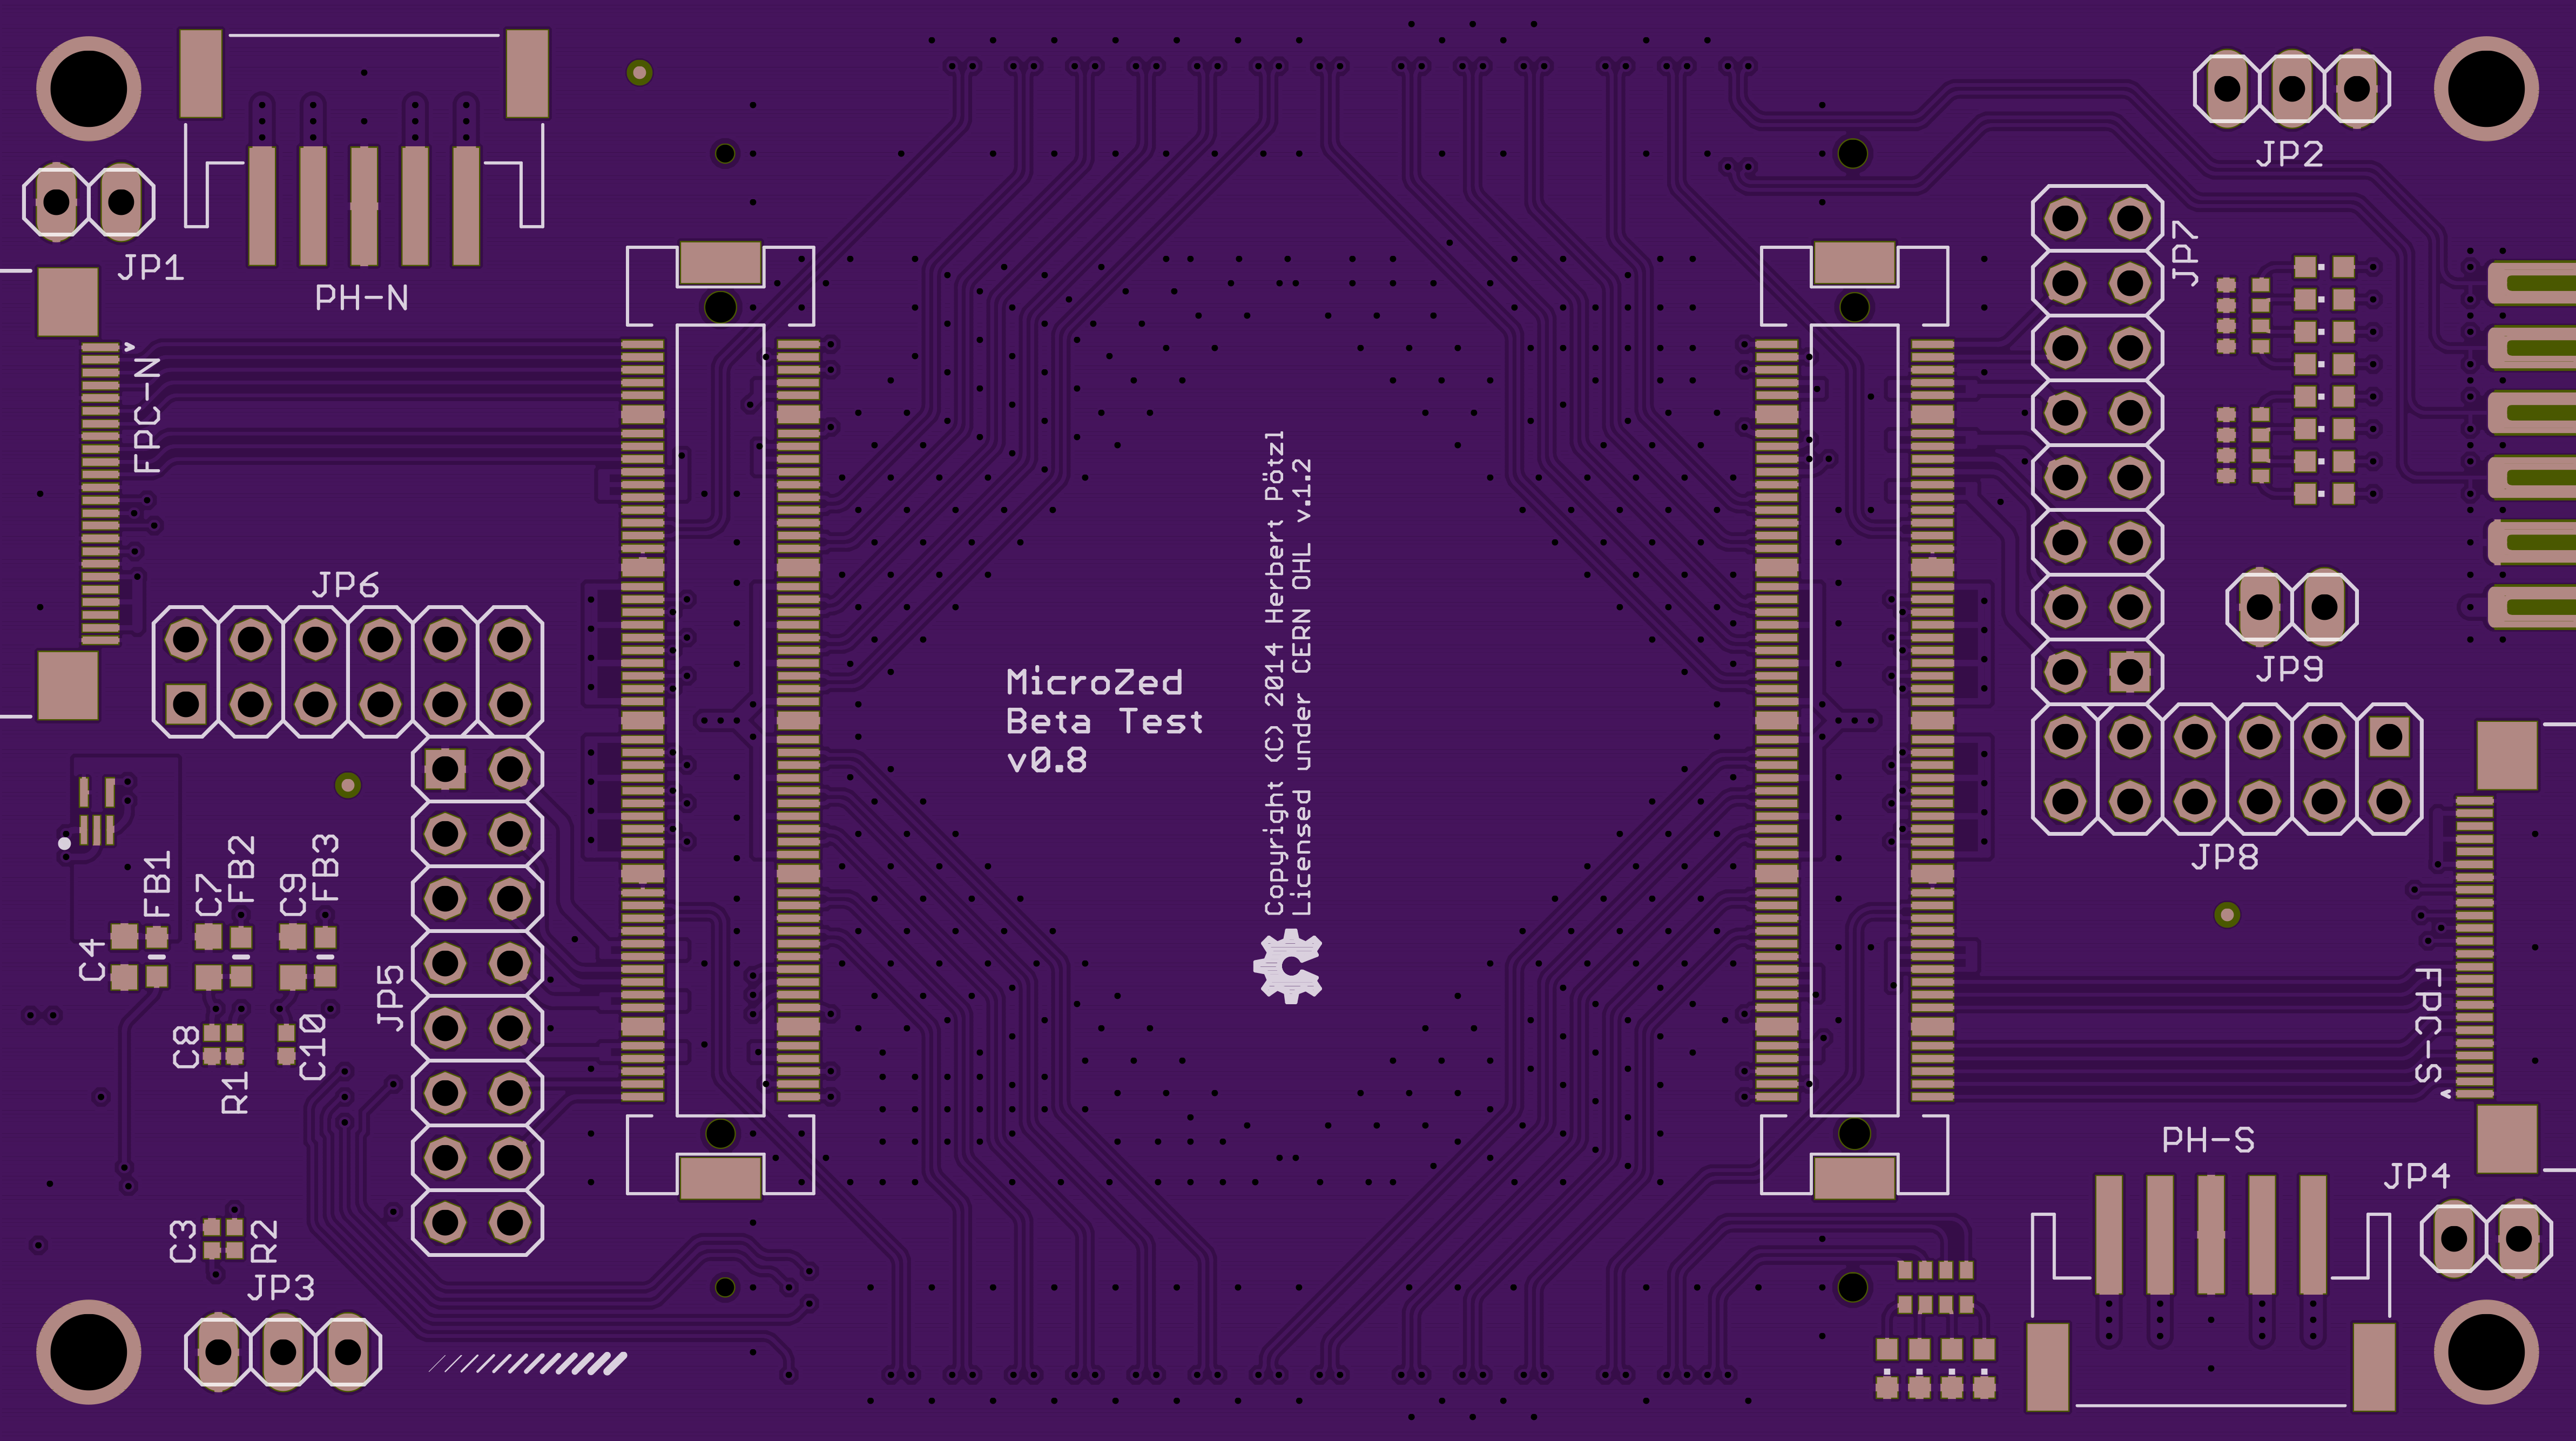 JP1
PH-N
JP2
JP7
FPC-N
JP6
MicroZed
Beta Test
v0.8
Copyright (C) 2014 Herbert Pötzl
Licensed under CERN OHL v.1.2
JP9
JP8
FB1
C7
FB2
C9
FB3
C4
JP5
C8
R1
C10
FPC-S
PH-S
JP4
C3
R2
JP3